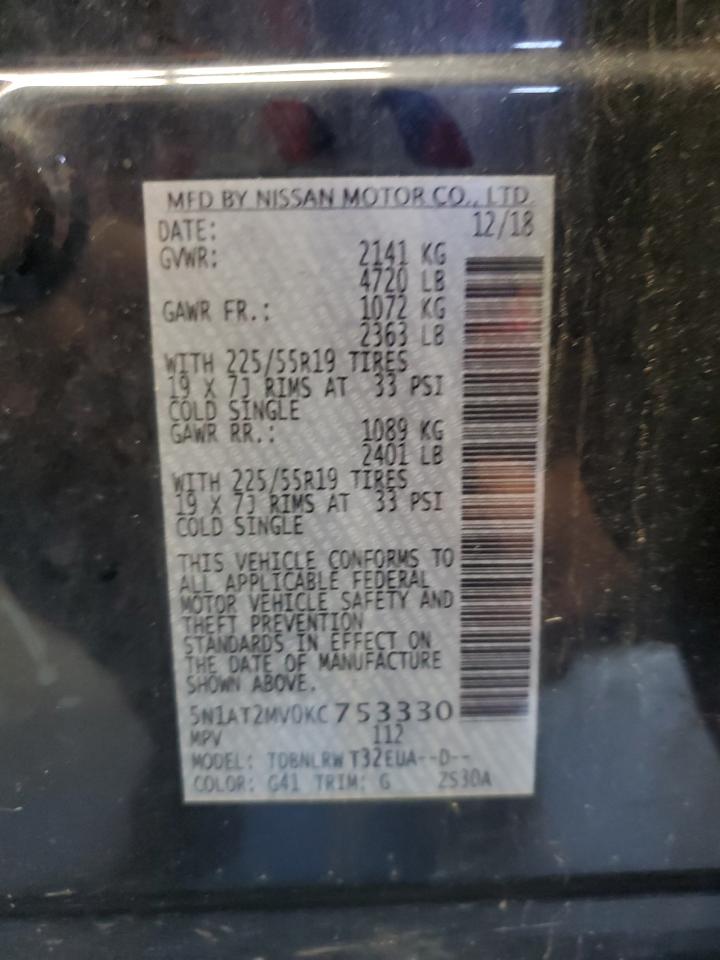 MFD BY NISSAN MOTOR CO., LTD.
DATE: 12/18
GVWR: 2141 KG
4720 LB
GAWR FR.: 1072 KG
2363 LB
WITH 225/55R19 TIRES
19 X 7J RIMS AT 33 PSI
COLD SINGLE
GAWR RR.: 1089 KG
2401 LB
WITH 225/55R19 TIRES
19 X 7J RIMS AT 33 PSI
COLD SINGLE
THIS VEHICLE CONFORMS TO
ALL APPLICABLE FEDERAL
MOTOR VEHICLE SAFETY AND
THEFT PREVENTION
STANDARDS IN EFFECT ON
THE DATE OF MANUFACTURE
SHOWN ABOVE.
5N1AT2MV0KC753330
MPV 112
MODEL: TDBNLRW T32EUA--D--
COLOR: G41 TRIM: G ZS30A